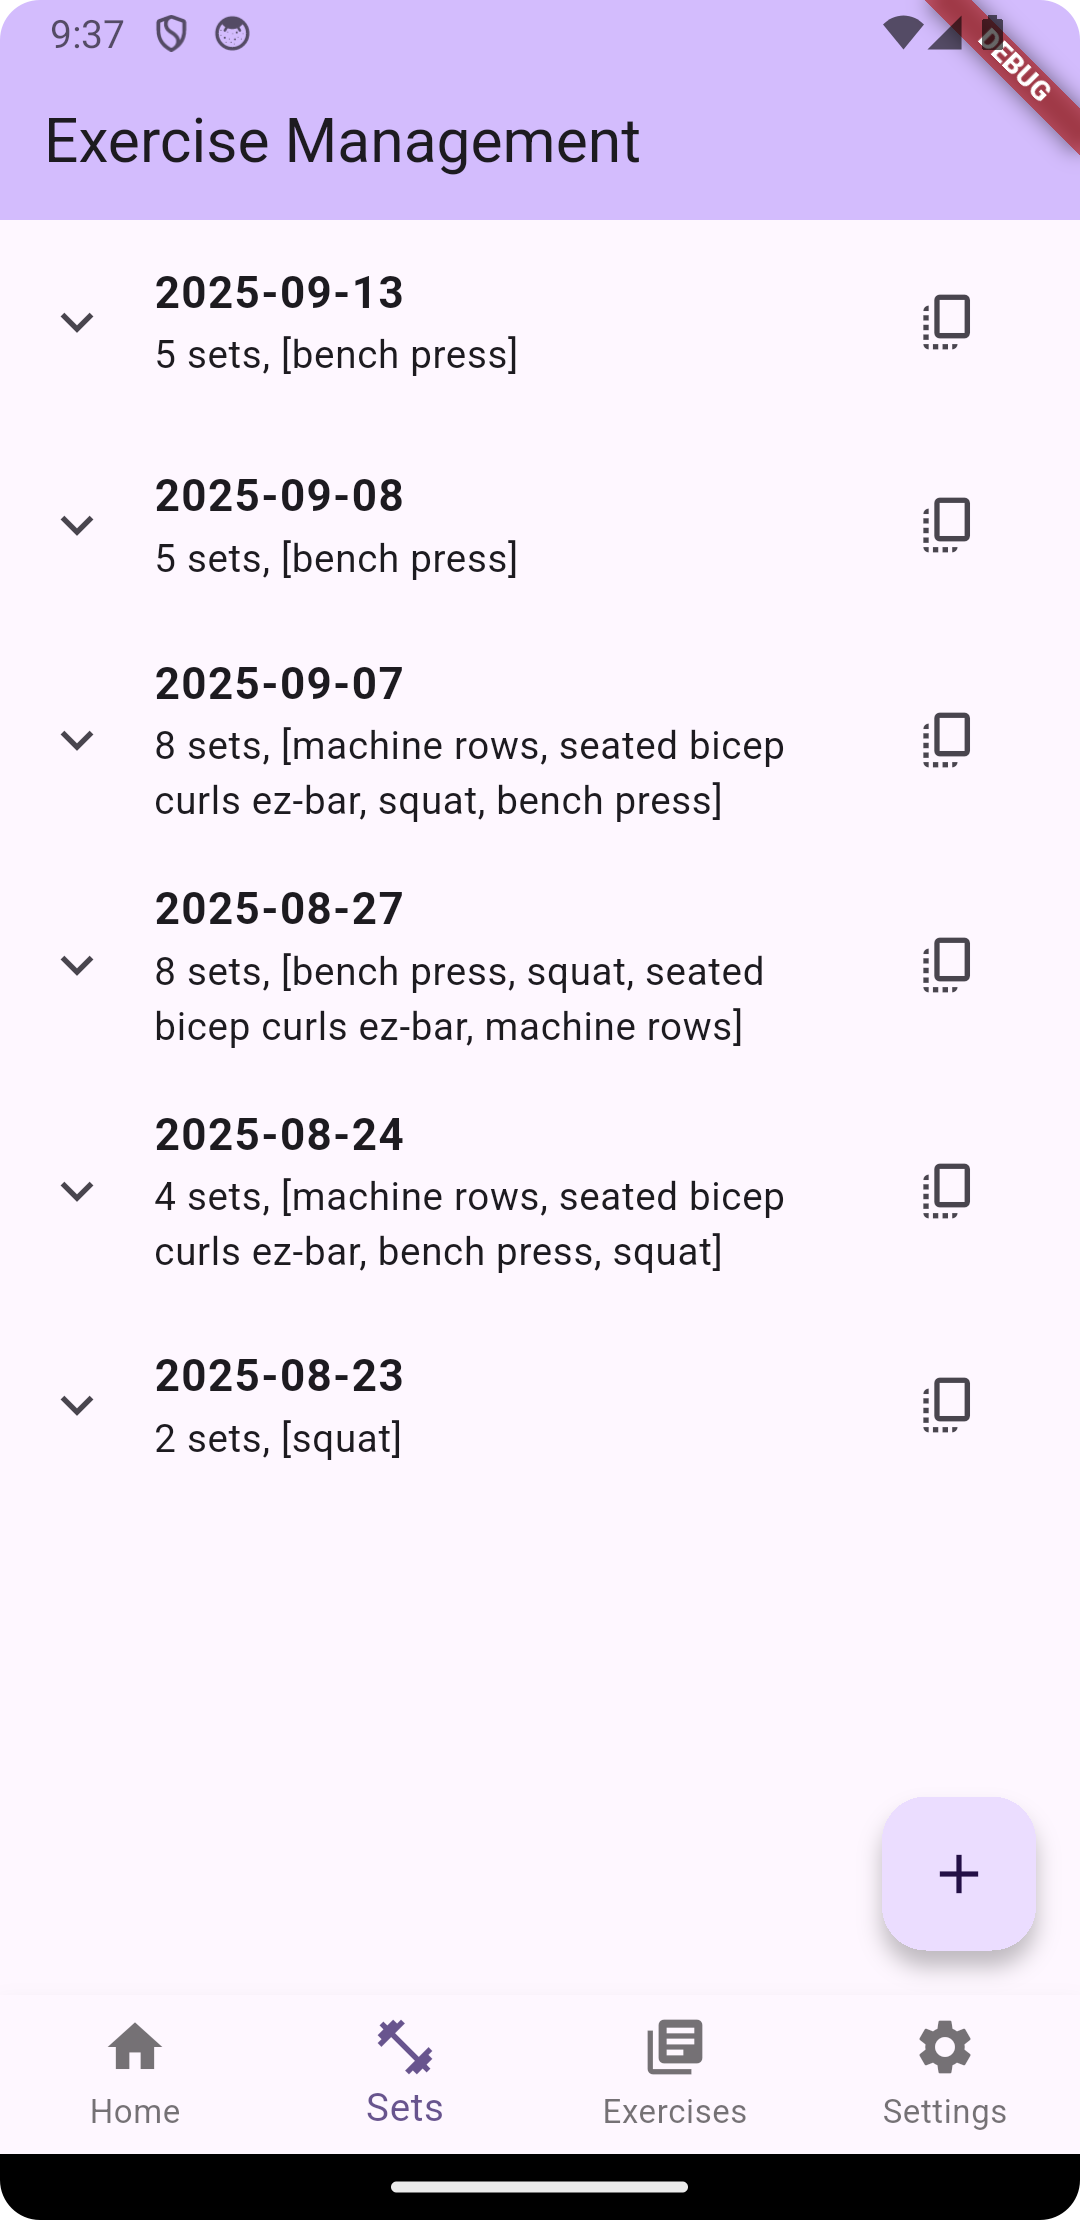 9:37
DEBUG
Exercise Management
2025-09-13
5 sets, [bench press]
2025-09-08
5 sets, [bench press]
2025-09-07
8 sets, [machine rows, seated bicep
curls ez-bar, squat, bench press]
2025-08-27
8 sets, [bench press, squat, seated
bicep curls ez-bar, machine rows]
2025-08-24
4 sets, [machine rows, seated bicep
curls ez-bar, bench press, squat]
2025-08-23
2 sets, [squat]
Home
Sets
Exercises
Settings